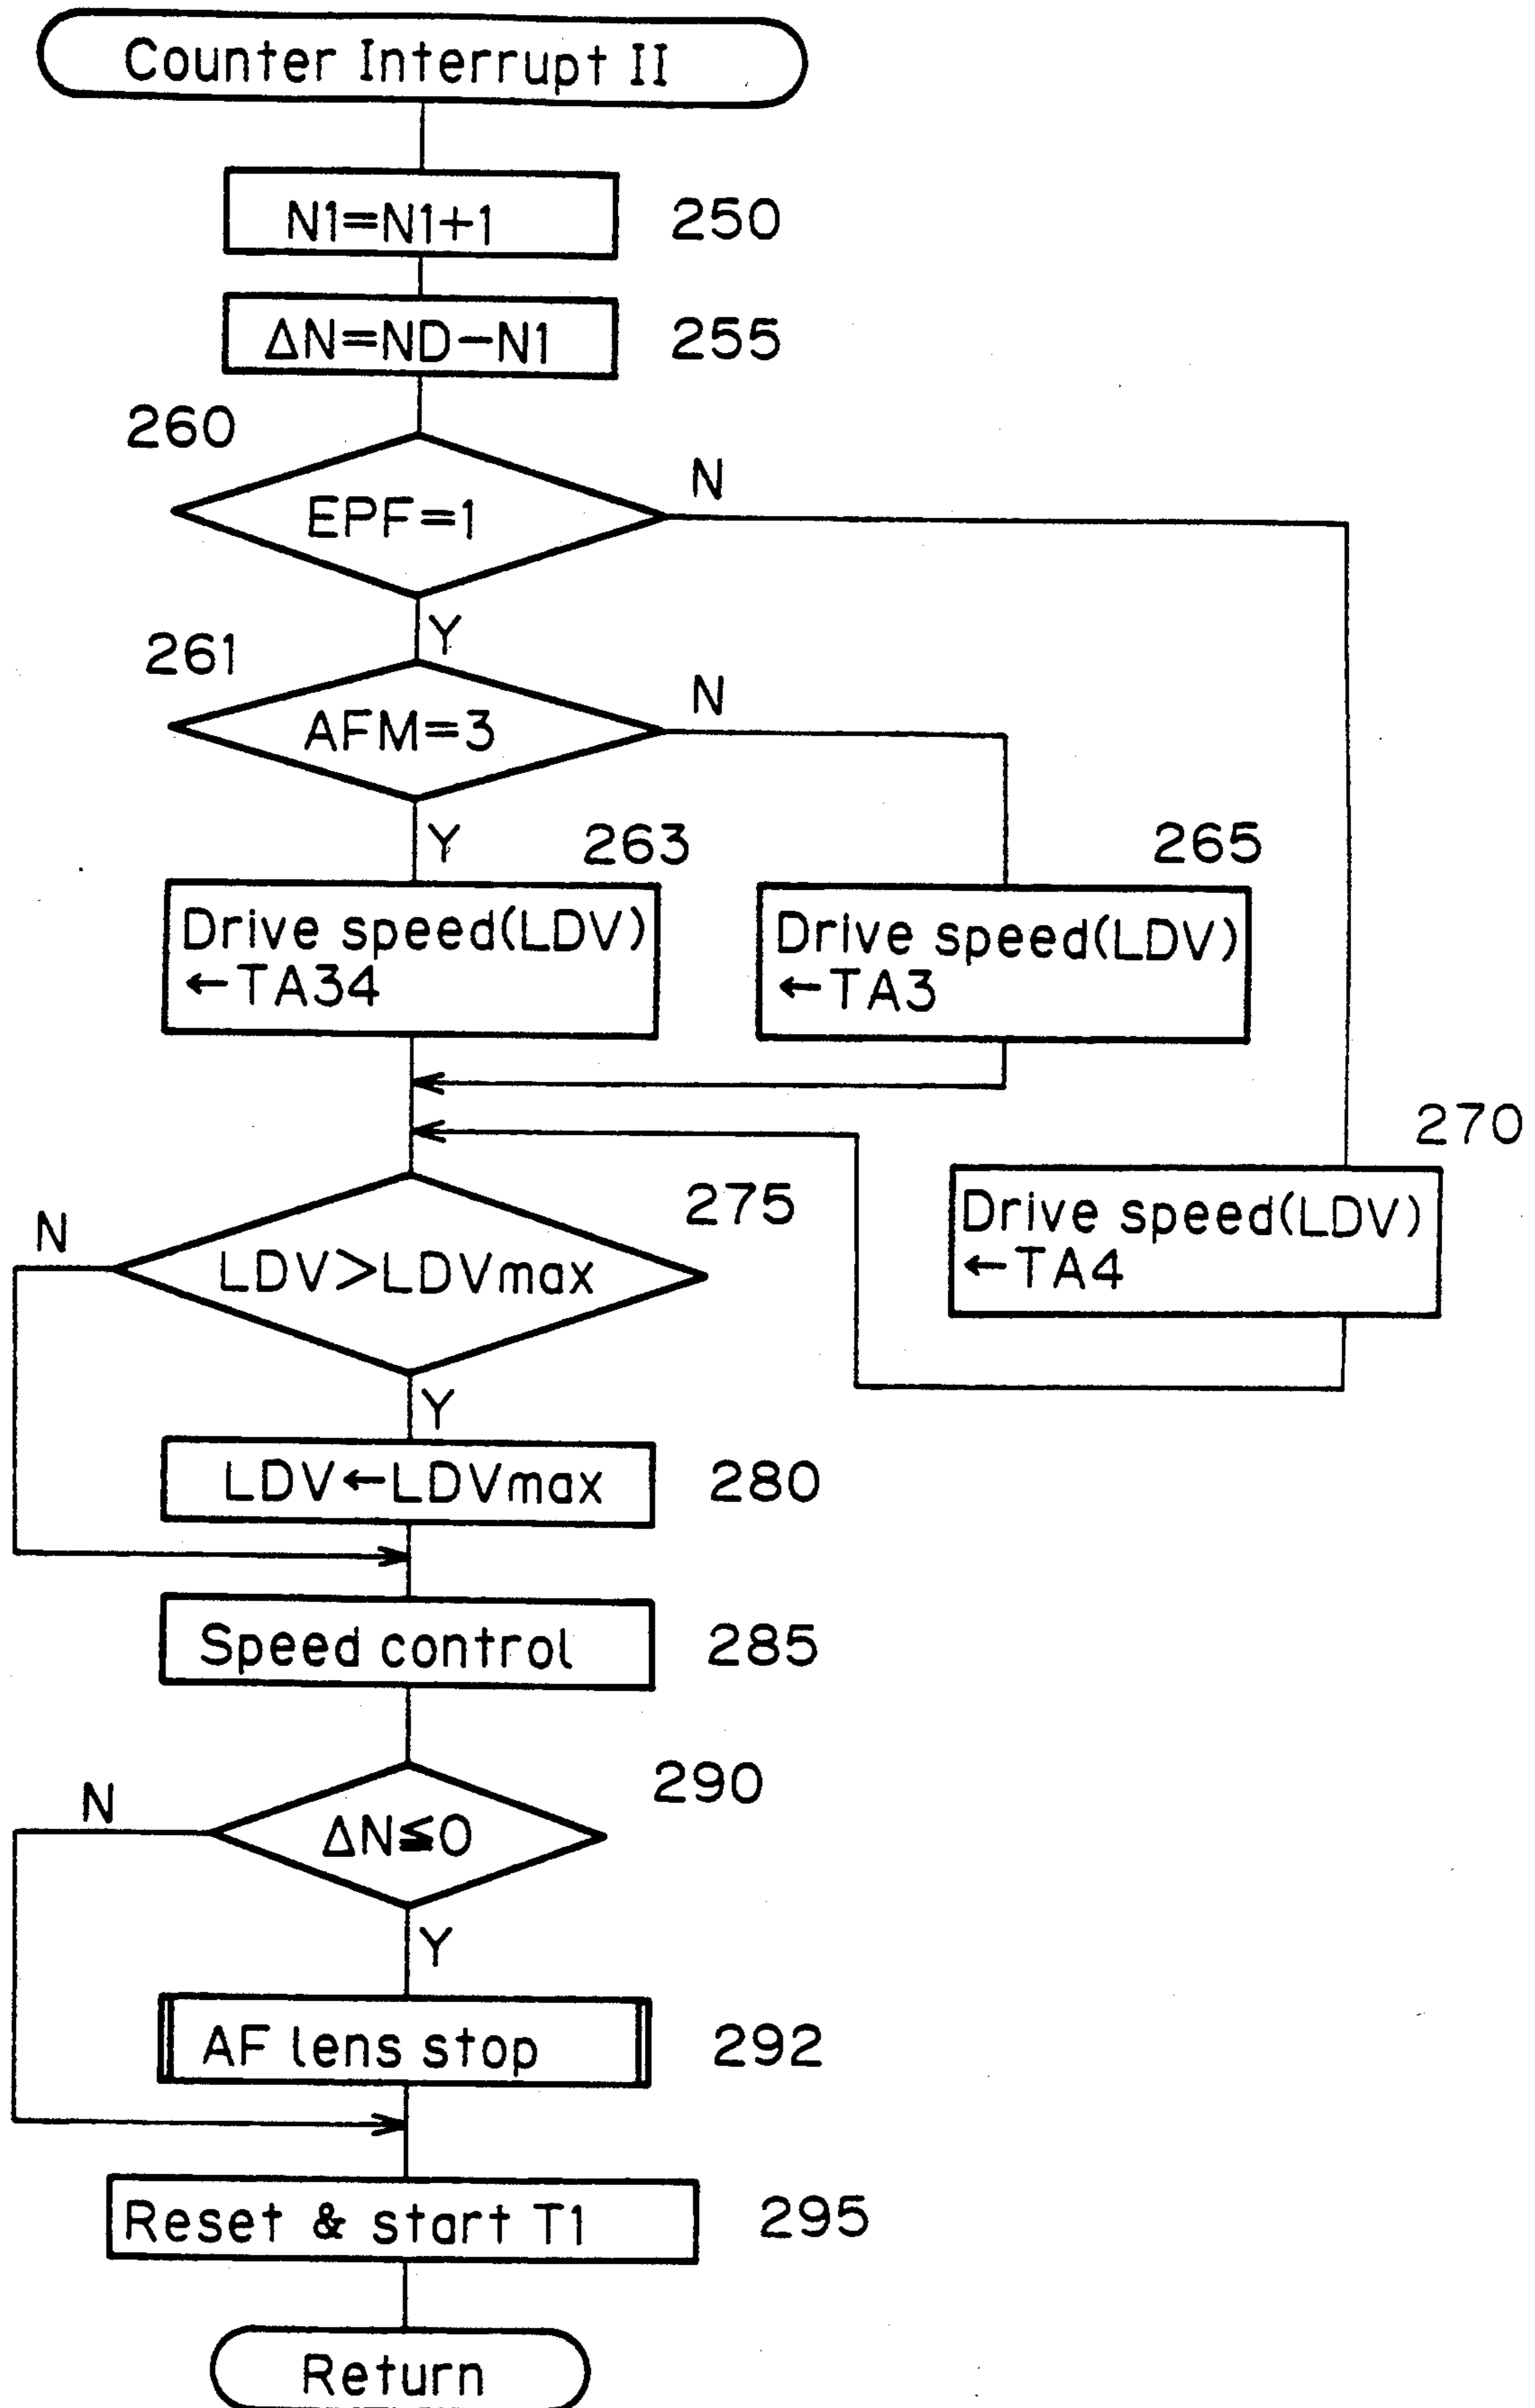 Counter Interrupt II
N1=N1+1
250
ΔN=ND-N1
255
260
EPF=1
N
Y
261
AFM=3
N
Y
263
Drive speed(LDV)
←TA34
265
Drive speed(LDV)
←TA3
270
Drive speed(LDV)
←TA4
275
N
LDV>LDVmax
Y
LDV←LDVmax
280
Speed control
285
290
N
ΔN≦0
Y
AF lens stop
292
Reset & start T1
295
Return